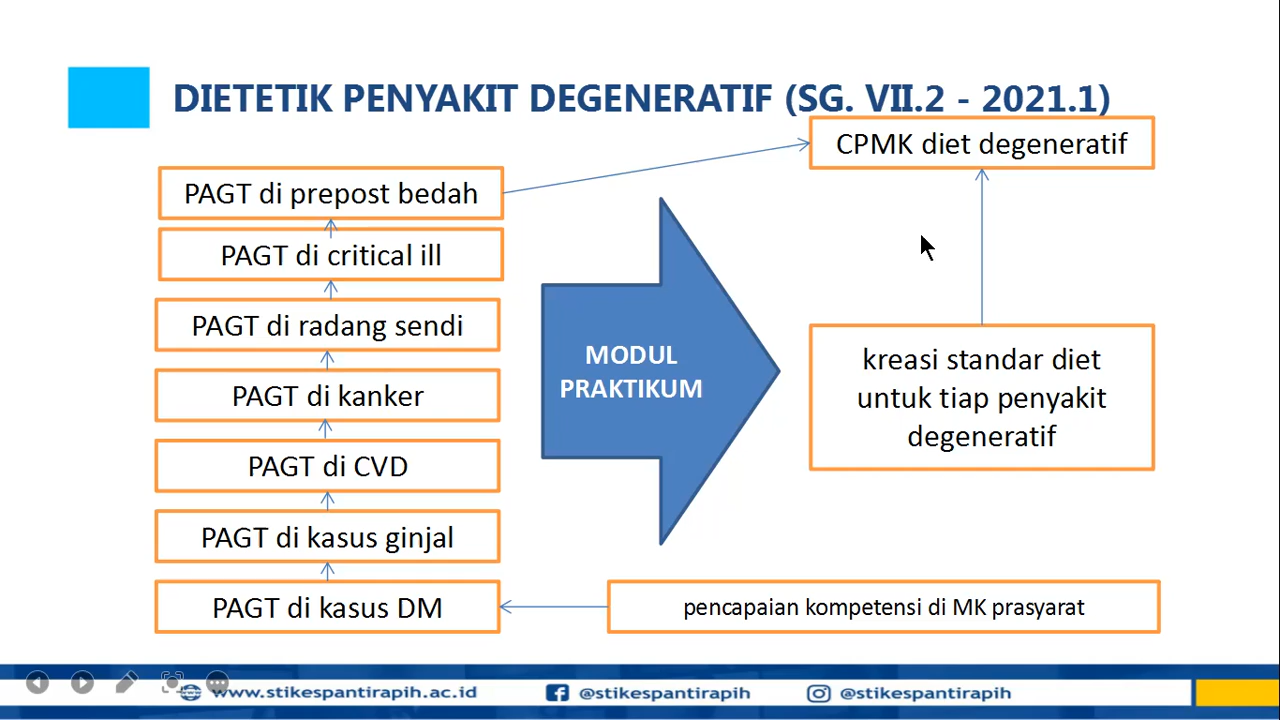 DIETETIK PENYAKIT DEGENERATIF (SG. VII.2 - 2021.1)
CPMK diet degeneratif
PAGT di prepost bedah
PAGT di critical ill
PAGT di radang sendi
PAGT di kanker
PAGT di CVD
PAGT di kasus ginjal
PAGT di kasus DM
MODUL
PRAKTIKUM
kreasi standar diet
untuk tiap penyakit
degeneratif
pencapaian kompetensi di MK prasyarat
www.stikespantirapih.ac.id
@stikespantirapih
@stikespantirapih